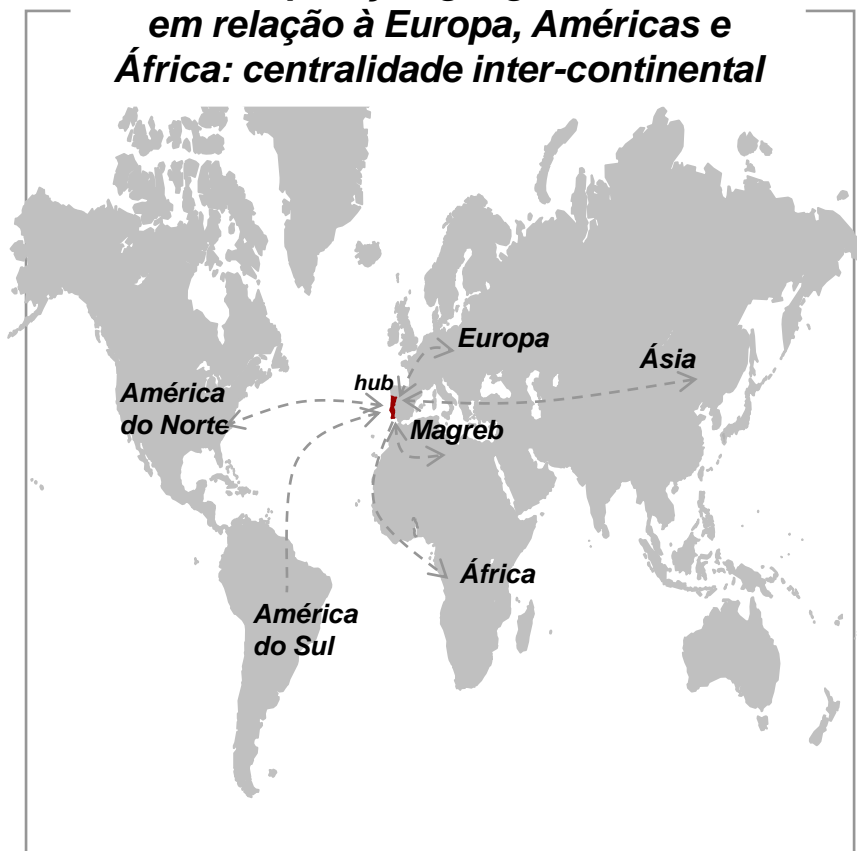 em relação à Europa, Américas e
África: centralidade inter-continental
Europa
Ásia
hub
América
do Norte
Magreb
África
América
do Sul